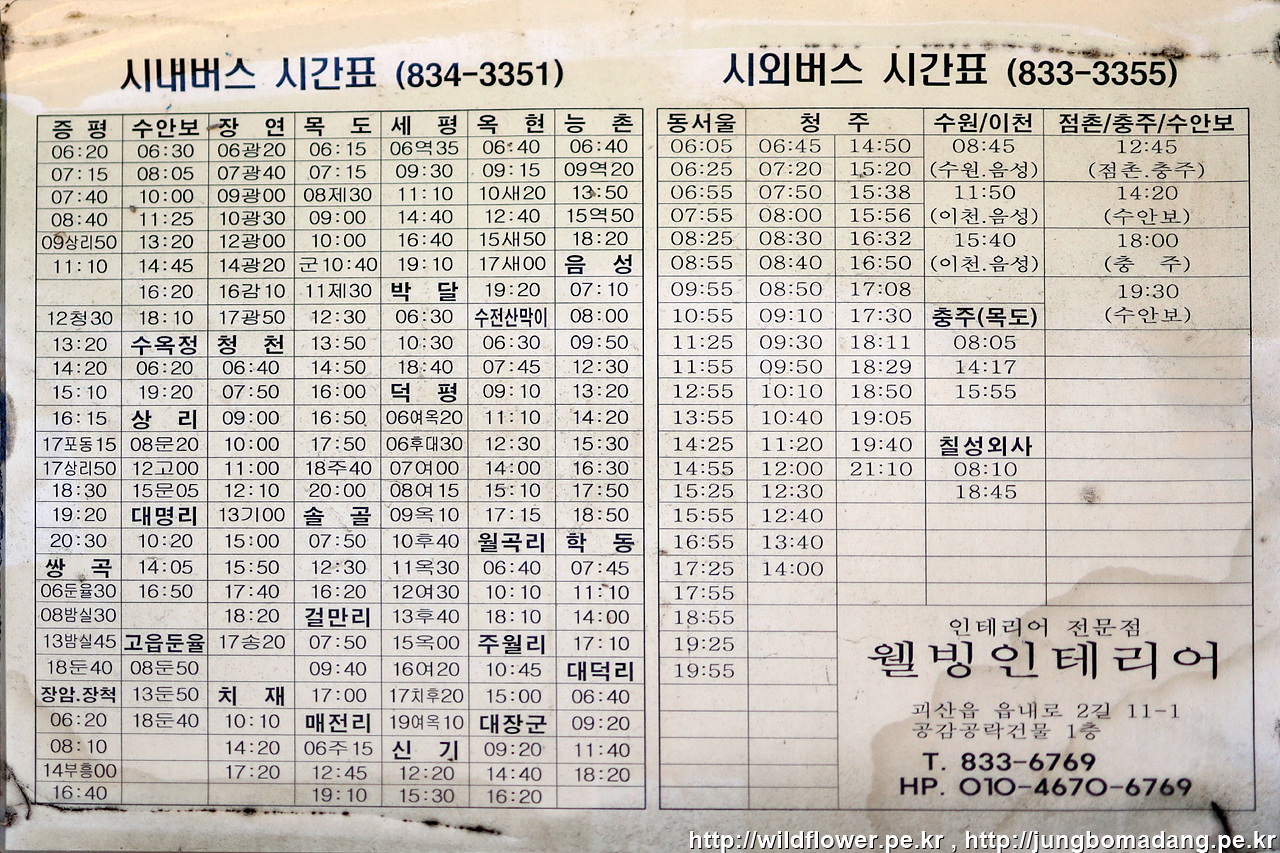 시내버스 시간표 (834-3351)
증 평 수안보 장 연 목 도 세 평 옥 현 능 촌
06:20 06:30 06광20 06:15 06역35 06:40 06:40
07:15 08:05 07광40 07:15 09:30 09:15 09역20
07:40 10:00 09광00 08제30 11:10 10새20 13:50
08:40 11:25 10광30 09:00 14:40 12:40 15역50
09상리50 13:20 12광00 10:00 16:40 15새50 18:20
11:10 14:45 14광20 군10:40 19:10 17새00 음 성
16:20 16감10 11제30 박 달 19:20 07:10
12청30 18:10 17광50 12:30 06:30 수전산막이 08:00
13:20 수옥정 청 천 13:50 10:30 06:30 09:50
14:20 06:20 06:40 14:50 18:40 07:45 12:30
15:10 19:20 07:50 16:00 덕 평 09:10 13:20
16:15 상 리 09:00 16:50 06여옥20 11:10 14:20
17포동15 08문20 10:00 17:50 06후대30 12:30 15:30
17상리50 12고00 11:00 18주40 07여00 14:00 16:30
18:30 15문05 12:10 20:00 08여15 15:10 17:50
19:20 대명리 13기00 솔 골 09옥10 17:15 18:50
20:30 10:20 15:00 07:50 10후40 월곡리 학 동
쌍 곡 14:05 15:50 12:30 11옥30 06:40 07:45
06둔율30 16:50 17:40 16:20 12여30 10:10 11:10
08밤실30 18:20 걸만리 13후40 18:10 14:00
13밤실45 고읍둔율 17송20 07:50 15옥00 주월리 17:10
18둔40 08둔50 09:40 16여20 10:45 대덕리
장암.장척 13둔50 치 재 17:00 17치후20 15:00 06:40
06:20 18둔40 10:10 매전리 19여옥10 대장군 09:20
08:10 14:20 06주15 신 기 09:20 11:40
14부흥00 17:20 12:45 12:20 14:40 18:20
16:40 19:10 15:30 16:20
시외버스 시간표 (833-3355)
동서울 청 주 수원/이천 점촌/충주/수안보
06:05 06:45 14:50 08:45 12:45
06:25 07:20 15:20 (수원.음성) (점촌.충주)
06:55 07:50 15:38 11:50 14:20
07:55 08:00 15:56 (이천.음성) (수안보)
08:25 08:30 16:32 15:40 18:00
08:55 08:40 16:50 (이천.음성) (충 주)
09:55 08:50 17:08 19:30
10:55 09:10 17:30 충주(목도) (수안보)
11:25 09:30 18:11 08:05
11:55 09:50 18:29 14:17
12:55 10:10 18:50 15:55
13:55 10:40 19:05
14:25 11:20 19:40 칠성외사
14:55 12:00 21:10 08:10
15:25 12:30 18:45
15:55 12:40
16:55 13:40
17:25 14:00
17:55
18:55
19:25
19:55
인테리어 전문점
웰빙인테리어
괴산읍 읍내로 2길 11-1
공감공락건물 1층
T. 833-6769
HP. 010-4670-6769
http://wildflower.pe.kr , http://jungbomadang.pe.kr